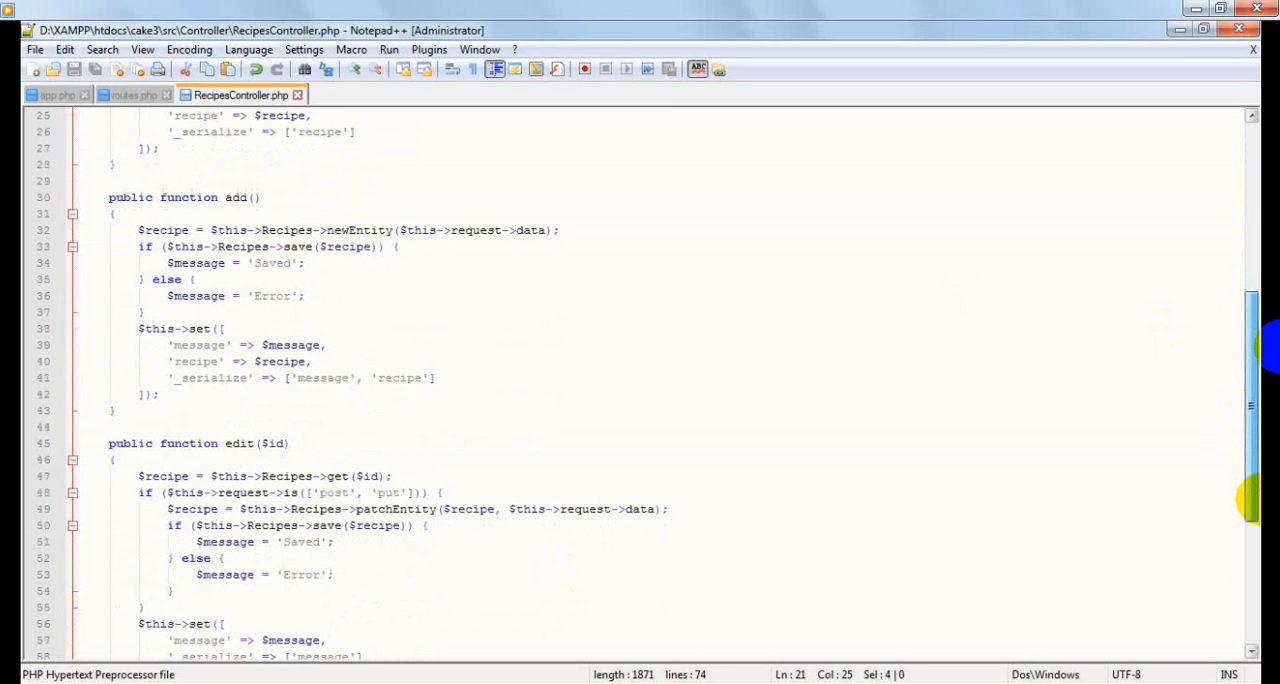 D:\XAMPP\htdocs\cake3\src\Controller\RecipesController.php - Notepad++ [Administrator]
File Edit Search View Encoding Language Settings Macro Run Plugins Window ? X
app.php routes.php RecipesController.php
25 'recipe' => $recipe,
26 '_serialize' => ['recipe']
27 ]);
28 }
29
30 public function add()
31 {
32 $recipe = $this->Recipes->newEntity($this->request->data);
33 if ($this->Recipes->save($recipe)) {
34 $message = 'Saved';
35 } else {
36 $message = 'Error';
37 }
38 $this->set([
39 'message' => $message,
40 'recipe' => $recipe,
41 '_serialize' => ['message', 'recipe']
42 ]);
43 }
44
45 public function edit($id)
46 {
47 $recipe = $this->Recipes->get($id);
48 if ($this->request->is(['post', 'put'])) {
49 $recipe = $this->Recipes->patchEntity($recipe, $this->request->data);
50 if ($this->Recipes->save($recipe)) {
51 $message = 'Saved';
52 } else {
53 $message = 'Error';
54 }
55 }
56 $this->set([
57 'message' => $message,
58 '_serialize' => ['message']
PHP Hypertext Preprocessor file length : 1871 lines : 74 Ln : 21 Col : 25 Sel : 4 | 0 Dos\Windows UTF-8 INS